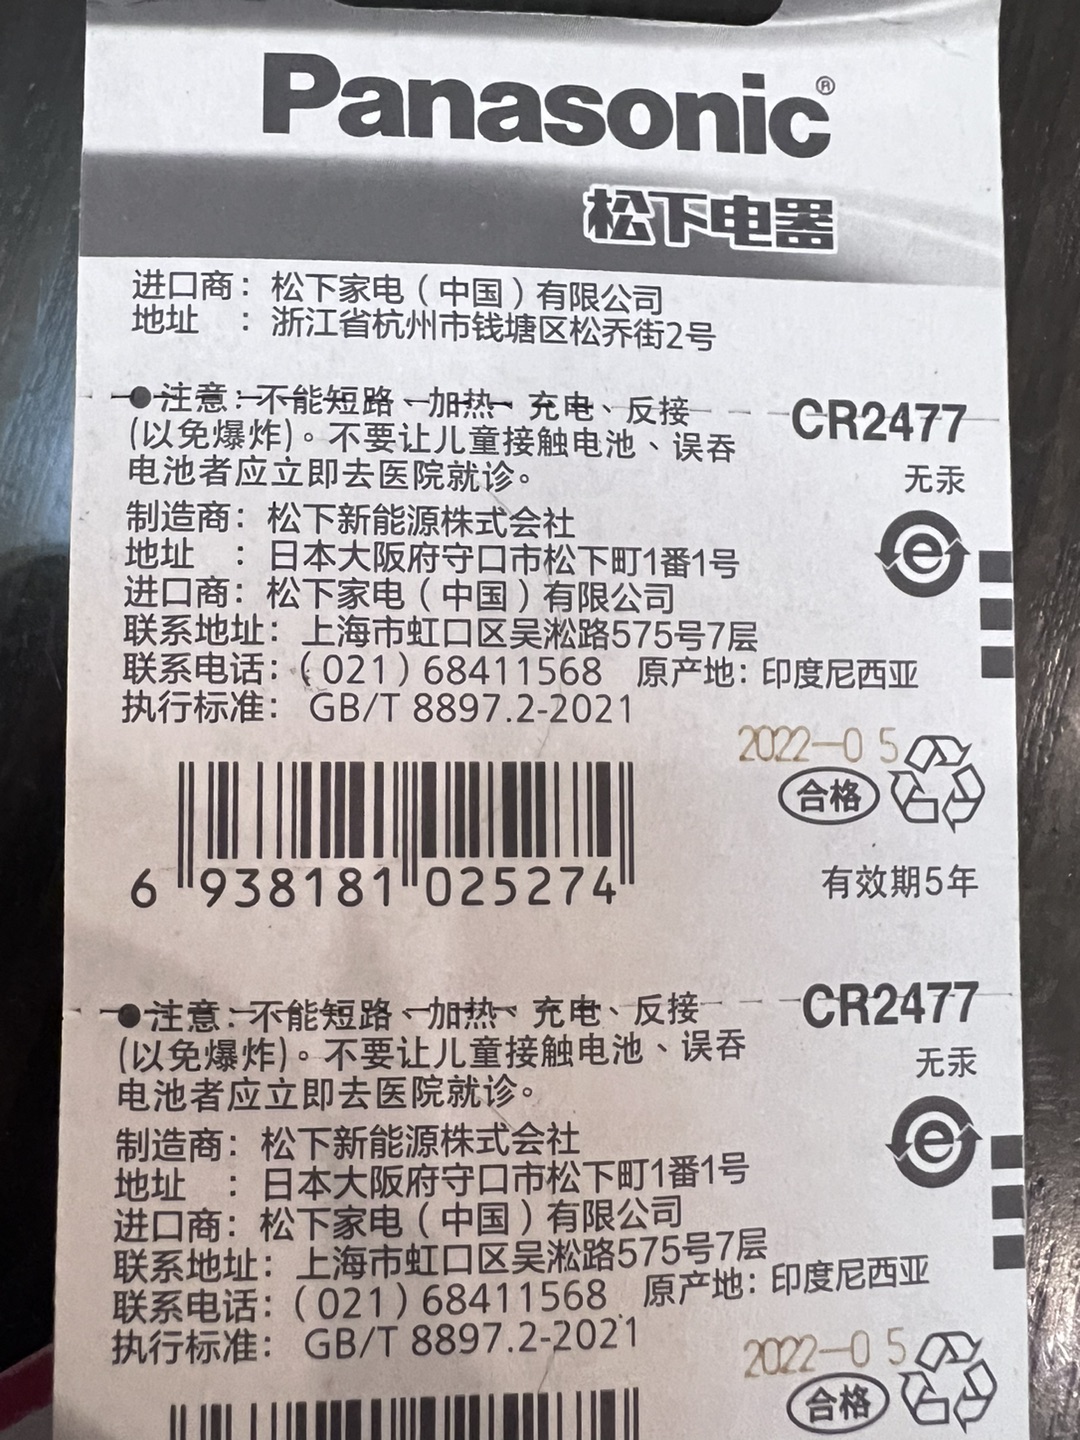 Panasonic®
松下电器
进口商：松下家电（中国）有限公司
地址　：浙江省杭州市钱塘区松乔街2号
●注意：不能短路、加热、充电、反接
(以免爆炸)。不要让儿童接触电池、误吞
电池者应立即去医院就诊。
CR2477
无汞
e
制造商：松下新能源株式会社
地址　：日本大阪府守口市松下町1番1号
进口商：松下家电（中国）有限公司
联系地址：上海市虹口区吴淞路575号7层
联系电话：（021）68411568　原产地：印度尼西亚
执行标准：GB/T 8897.2-2021
2022-05
合格
6 938181 025274
有效期5年
●注意：不能短路、加热、充电、反接
(以免爆炸)。不要让儿童接触电池、误吞
电池者应立即去医院就诊。
CR2477
无汞
e
制造商：松下新能源株式会社
地址　：日本大阪府守口市松下町1番1号
进口商：松下家电（中国）有限公司
联系地址：上海市虹口区吴淞路575号7层
联系电话：（021）68411568　原产地：印度尼西亚
执行标准：GB/T 8897.2-2021
2022-05
合格